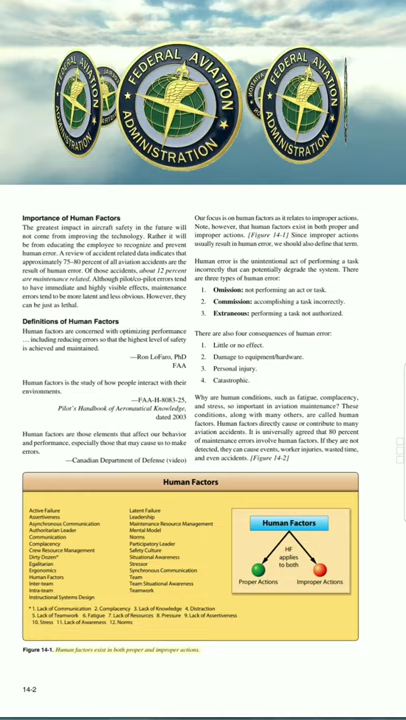 FEDERAL AVIATION
ADMINISTRATION
FEDERAL AVIATION
ADMINISTRATION
FEDERAL AVIATION
ADMINISTRATION
Importance of Human Factors
The greatest impact in aircraft safety in the future will
not come from improving the technology. Rather it will
be from educating the employee to recognize and prevent
human error. A review of accident related data indicates that
approximately 75–80 percent of all aviation accidents are the
result of human error. Of those accidents, about 12 percent
are maintenance related. Although pilot/co-pilot errors tend
to have immediate and highly visible effects, maintenance
errors tend to be more latent and less obvious. However, they
can be just as lethal.
Definitions of Human Factors
Human factors are concerned with optimizing performance
… including reducing errors so that the highest level of safety
is achieved and maintained.
—Ron LoFaro, PhD
FAA
Human factors is the study of how people interact with their
environments.
—FAA-H-8083-25,
Pilot's Handbook of Aeronautical Knowledge,
dated 2003
Human factors are those elements that affect our behavior
and performance, especially those that may cause us to make
errors.
—Canadian Department of Defense (video)
Our focus is on human factors as it relates to improper actions.
Note, however, that human factors exist in both proper and
improper actions. [Figure 14-1] Since improper actions
usually result in human error, we should also define that term.
Human error is the unintentional act of performing a task
incorrectly that can potentially degrade the system. There
are three types of human error:
1. Omission: not performing an act or task.
2. Commission: accomplishing a task incorrectly.
3. Extraneous: performing a task not authorized.
There are also four consequences of human error:
1. Little or no effect.
2. Damage to equipment/hardware.
3. Personal injury.
4. Catastrophic.
Why are human conditions, such as fatigue, complacency,
and stress, so important in aviation maintenance? These
conditions, along with many others, are called human
factors. Human factors directly cause or contribute to many
aviation accidents. It is universally agreed that 80 percent
of maintenance errors involve human factors. If they are not
detected, they can cause events, worker injuries, wasted time,
and even accidents. [Figure 14-2]
Human Factors
Active Failure
Assertiveness
Asynchronous Communication
Authoritarian Leader
Communication
Complacency
Crew Resource Management
Dirty Dozen*
Egalitarian
Ergonomics
Human Factors
Inter-team
Intra-team
Instructional Systems Design
Latent Failure
Leadership
Maintenance Resource Management
Mental Model
Norms
Participatory Leader
Safety Culture
Situational Awareness
Stressor
Synchronous Communication
Team
Team Situational Awareness
Teamwork
* 1. Lack of Communication 2. Complacency 3. Lack of Knowledge 4. Distraction
5. Lack of Teamwork 6. Fatigue 7. Lack of Resources 8. Pressure 9. Lack of Assertiveness
10. Stress 11. Lack of Awareness 12. Norms
Human Factors
HF
applies
to both
Proper Actions
Improper Actions
Figure 14-1. Human factors exist in both proper and improper actions.
14-2